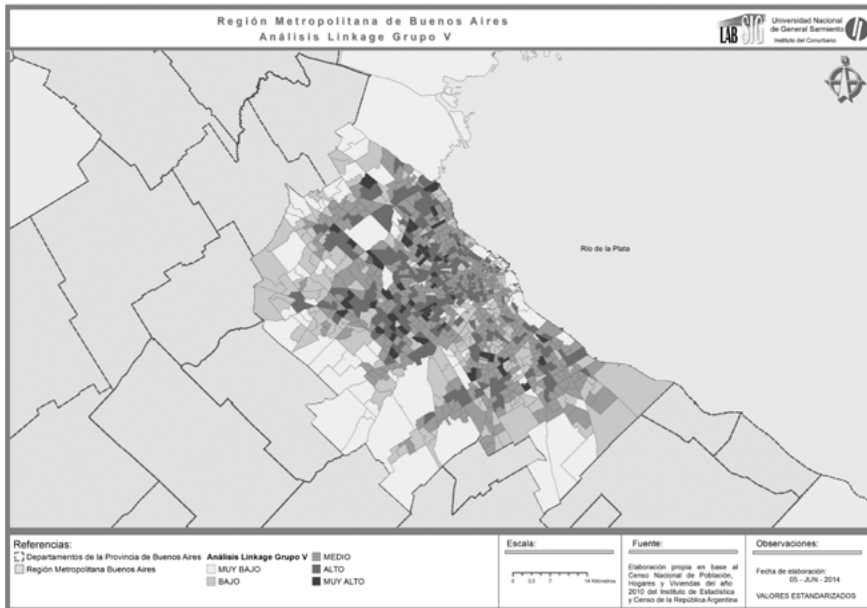 Región Metropolitana de Buenos Aires
Análisis Linkage Grupo V
LAB SIG
Universidad Nacional
de General Sarmiento
Instituto del Conurbano
Río de la Plata
Referencias:
Departamentos de la Provincia de Buenos Aires
Región Metropolitana Buenos Aires
Análisis Linkage Grupo V
MUY BAJO
BAJO
MEDIO
ALTO
MUY ALTO
Escala:
0 3,5 7 14 Kilómetros
Fuente:
Elaboración propia en base al
Censo Nacional de Población,
Hogares y Viviendas del año
2010 del Instituto de Estadística
y Censo de la República Argentina
Observaciones:
Fecha de elaboración:
05 - JUN - 2014
VALORES ESTANDARIZADOS